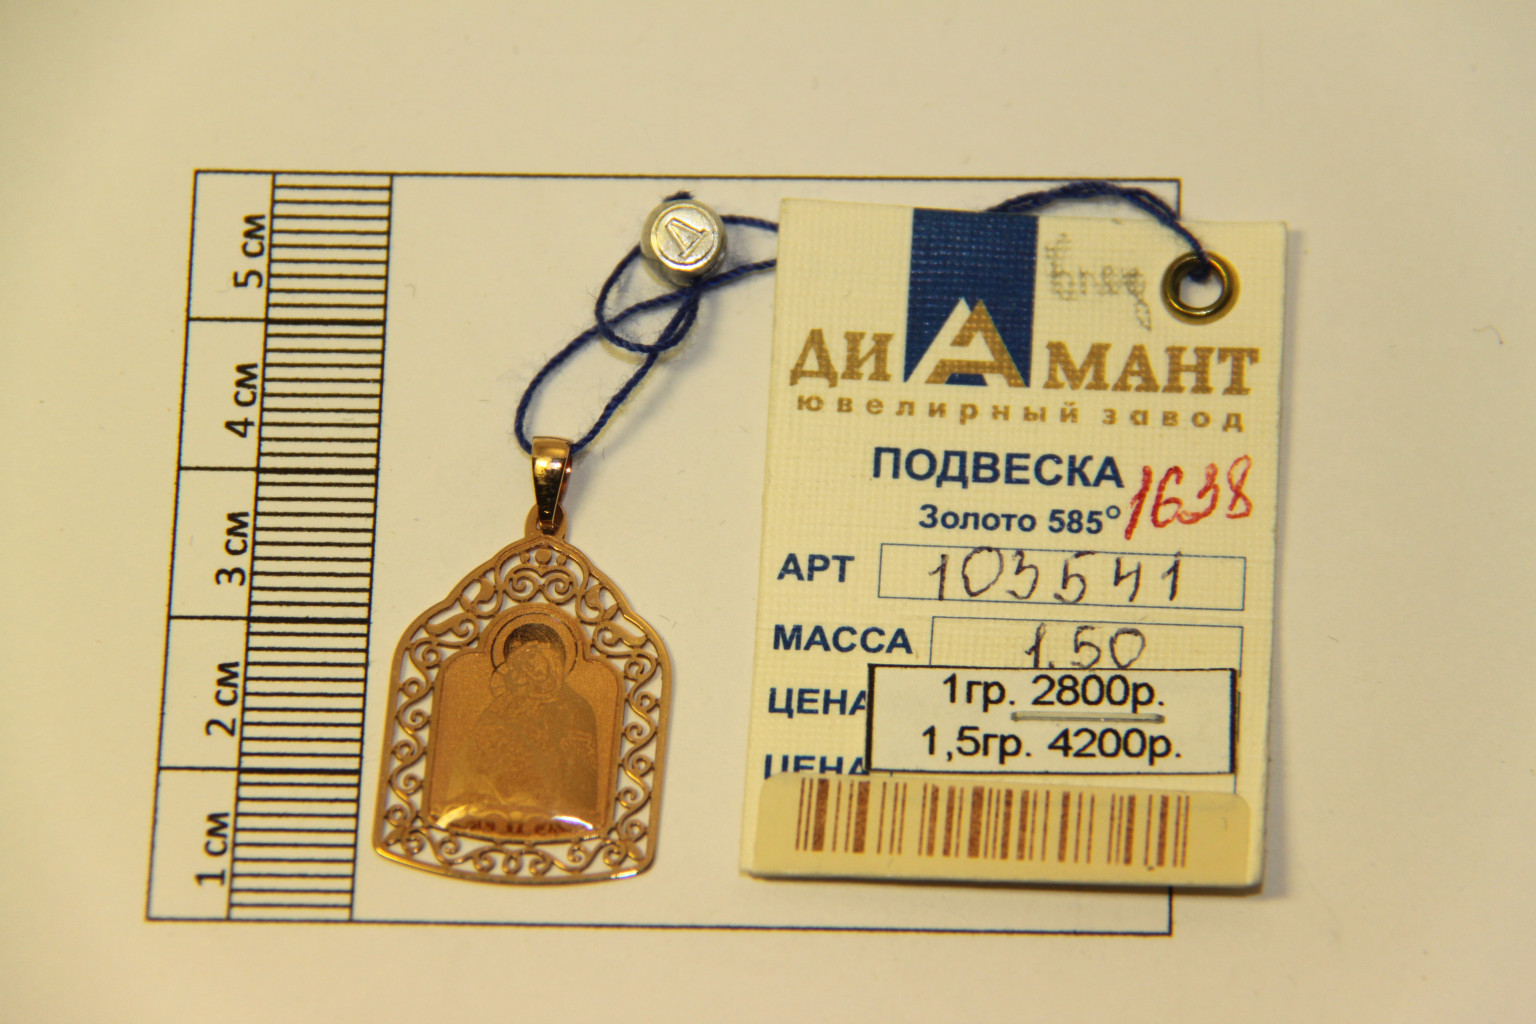 5 см
4 см
3 см
2 см
1 см
Д
ДИАМАНТ
ювелирный завод
ПОДВЕСКА
1638
Золото 585°
АРТ 103541
МАССА 1.50
ЦЕНА 1гр. 2800р.
1,5гр. 4200р.
ЦЕНА